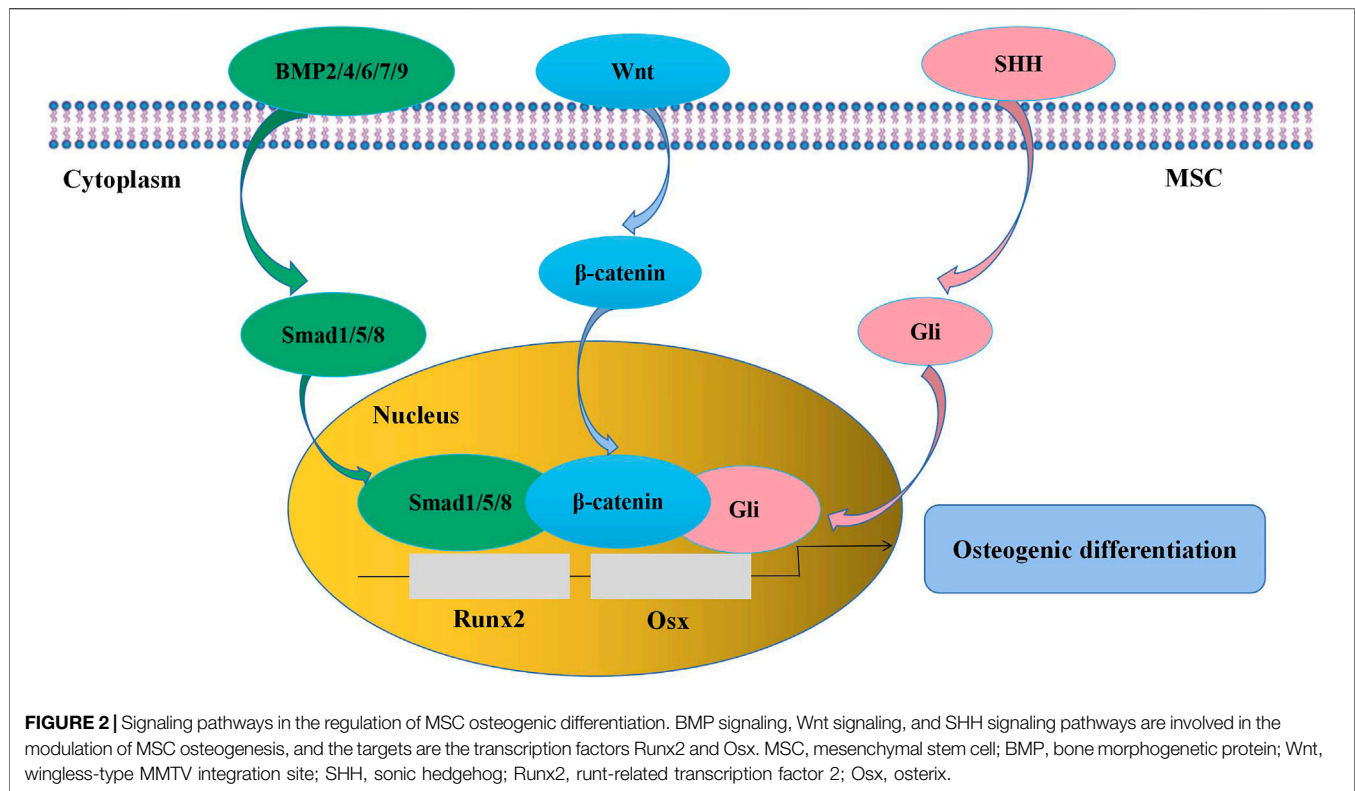 BMP2/4/6/7/9
Wnt
SHH
Cytoplasm
MSC
β-catenin
Smad1/5/8
Gli
Nucleus
Smad1/5/8
β-catenin
Gli
Osteogenic differentiation
Runx2
Osx
FIGURE 2 | Signaling pathways in the regulation of MSC osteogenic differentiation. BMP signaling, Wnt signaling, and SHH signaling pathways are involved in the
modulation of MSC osteogenesis, and the targets are the transcription factors Runx2 and Osx. MSC, mesenchymal stem cell; BMP, bone morphogenetic protein; Wnt,
wingless-type MMTV integration site; SHH, sonic hedgehog; Runx2, runt-related transcription factor 2; Osx, osterix.